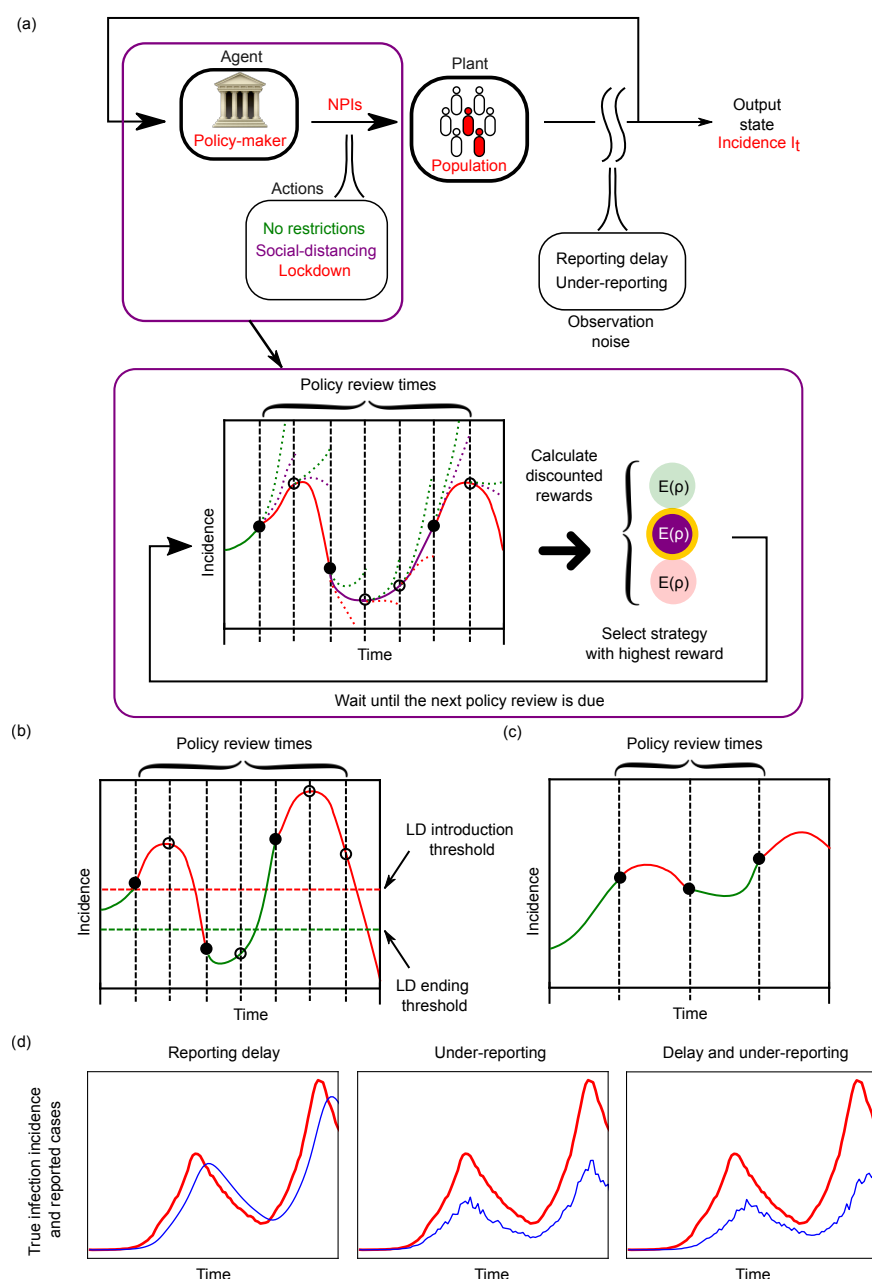 (a)
Agent
Policy-maker
NPIs
Plant
Population
Output
state
Incidence It
Actions
No restrictions
Social-distancing
Lockdown
Reporting delay
Under-reporting
Observation
noise
Policy review times
Incidence
Time
Calculate
discounted
rewards
E(ρ)
E(ρ)
E(ρ)
Select strategy
with highest reward
Wait until the next policy review is due
(b)
Policy review times
Incidence
Time
LD introduction
threshold
LD ending
threshold
(c)
Policy review times
Incidence
Time
(d)
Reporting delay
Under-reporting
Delay and under-reporting
True infection incidence
and reported cases
Time
Time
Time